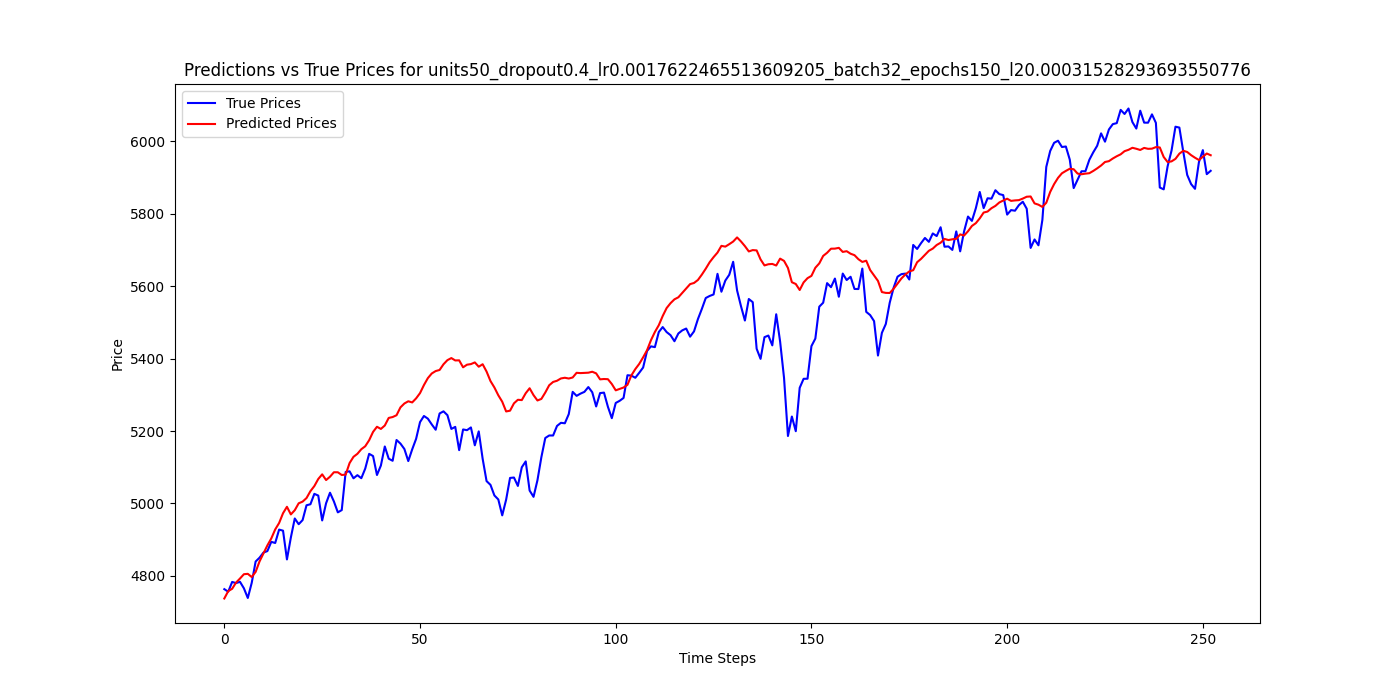 Predictions vs True Prices for units50_dropout0.4_lr0.0017622465513609205_batch32_epochs150_l20.00031528293693550776
True Prices
Predicted Prices
Price
6000
5800
5600
5400
5200
5000
4800
0
50
100
150
200
250
Time Steps